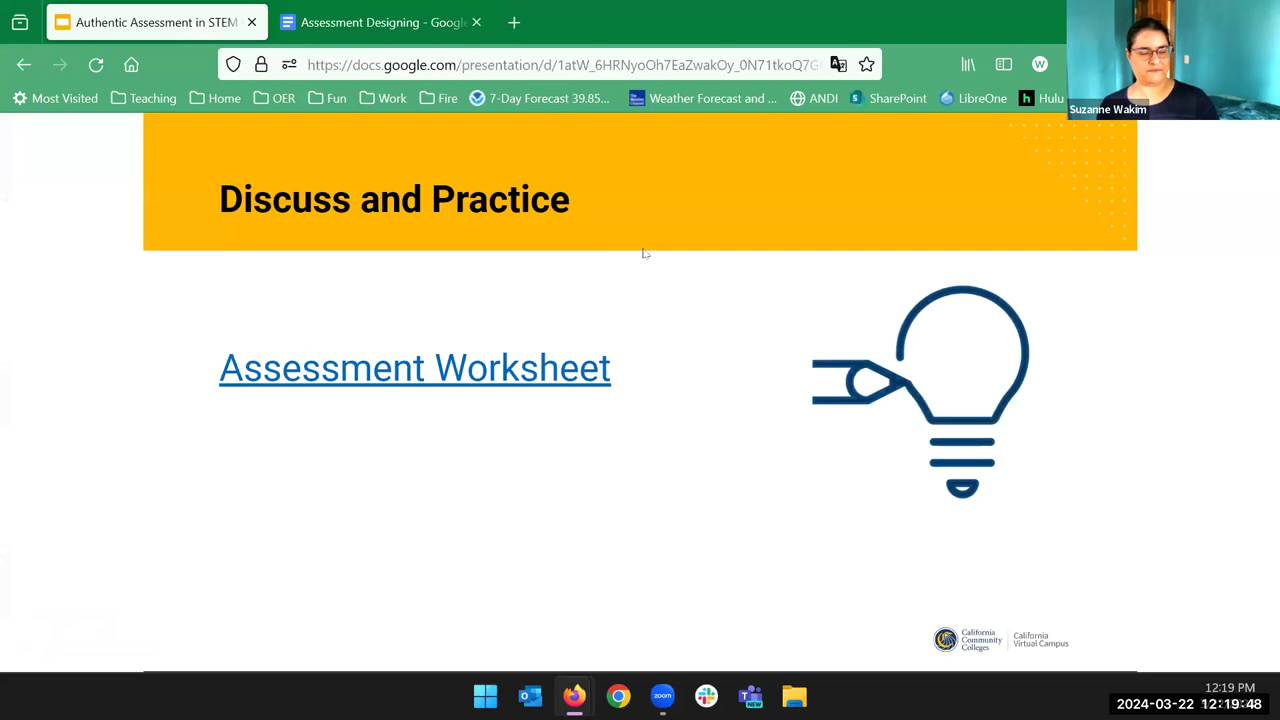 Authentic Assessment in STEM
Assessment Designing - Googl
https://docs.google.com/presentation/d/1atW_6HRNyoOh7EaZwakOy_0N71tkoQ7G
Most Visited
Teaching
Home
OER
Fun
Work
Fire
7-Day Forecast 39.85...
Weather Forecast and ...
ANDI
SharePoint
LibreOne
Hulu
W
Suzanne Wakim
Discuss and Practice
Assessment Worksheet
California
Community
Colleges
California
Virtual Campus
zoom
NEW
12:19 PM
2024-03-22 12:19:48